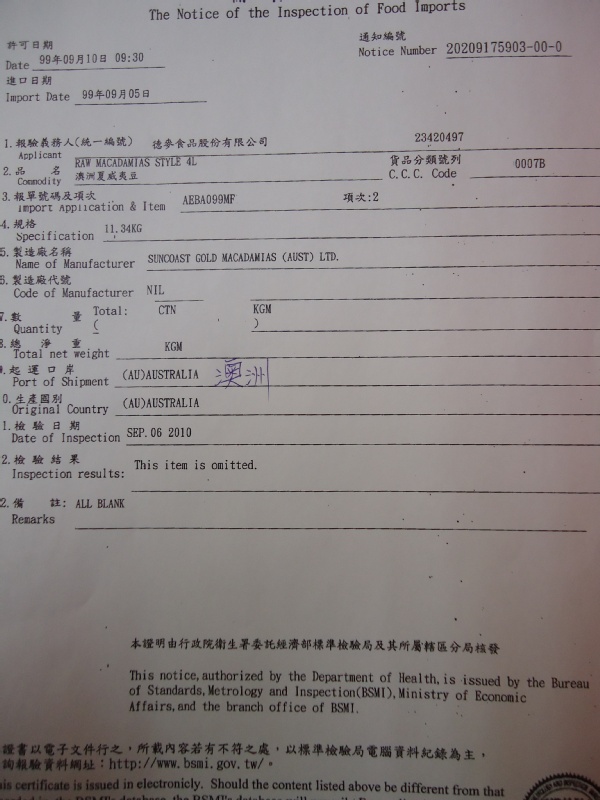 The Notice of the Inspection of Food Imports
許可日期
Date 99年09月10日 09:30
通知編號
Notice Number 20209175903-00-0
進口日期
Import Date 99年09月05日
1.報驗義務人(統一編號) 德麥食品股份有限公司 23420497
Applicant
2.品 名 RAW MACADAMIAS STYLE 4L
Commodity 澳洲夏威夷豆
貨品分類號列 0007B
C.C.C. Code
3.報單號碼及項次 AEBA099MF 項次:2
Import Application & Item
4.規格
Specification 11.34KG
5.製造廠名稱
Name of Manufacturer SUNCOAST GOLD MACADAMIAS (AUST) LTD.
6.製造廠代號
Code of Manufacturer NIL
7.數 量 Total: CTN KGM
Quantity ( )
8.總 淨 重 KGM
Total net weight
9.起運口岸
Port of Shipment (AU)AUSTRALIA 澳洲
0.生產國別
Original Country (AU)AUSTRALIA
1.檢驗日期
Date of Inspection SEP.06 2010
2.檢驗結果
Inspection results: This item is omitted.
2.備 註: ALL BLANK
Remarks
本證明由行政院衛生署委託經濟部標準檢驗局及其所屬轄區分局核發
This notice,authorized by the Department of Health,is issued by the Bureau
of Standards,Metrology and Inspection(BSMI),Ministry of Economic
Affairs,and the branch office of BSMI.
證書以電子文件行之，所載內容若有不符之處，以標準檢驗局電腦資料紀錄為主，
詢報驗資料網址：http://www.bsmi.gov.tw/。
is certificate is issued in electronicly. Should the content listed above be different from that